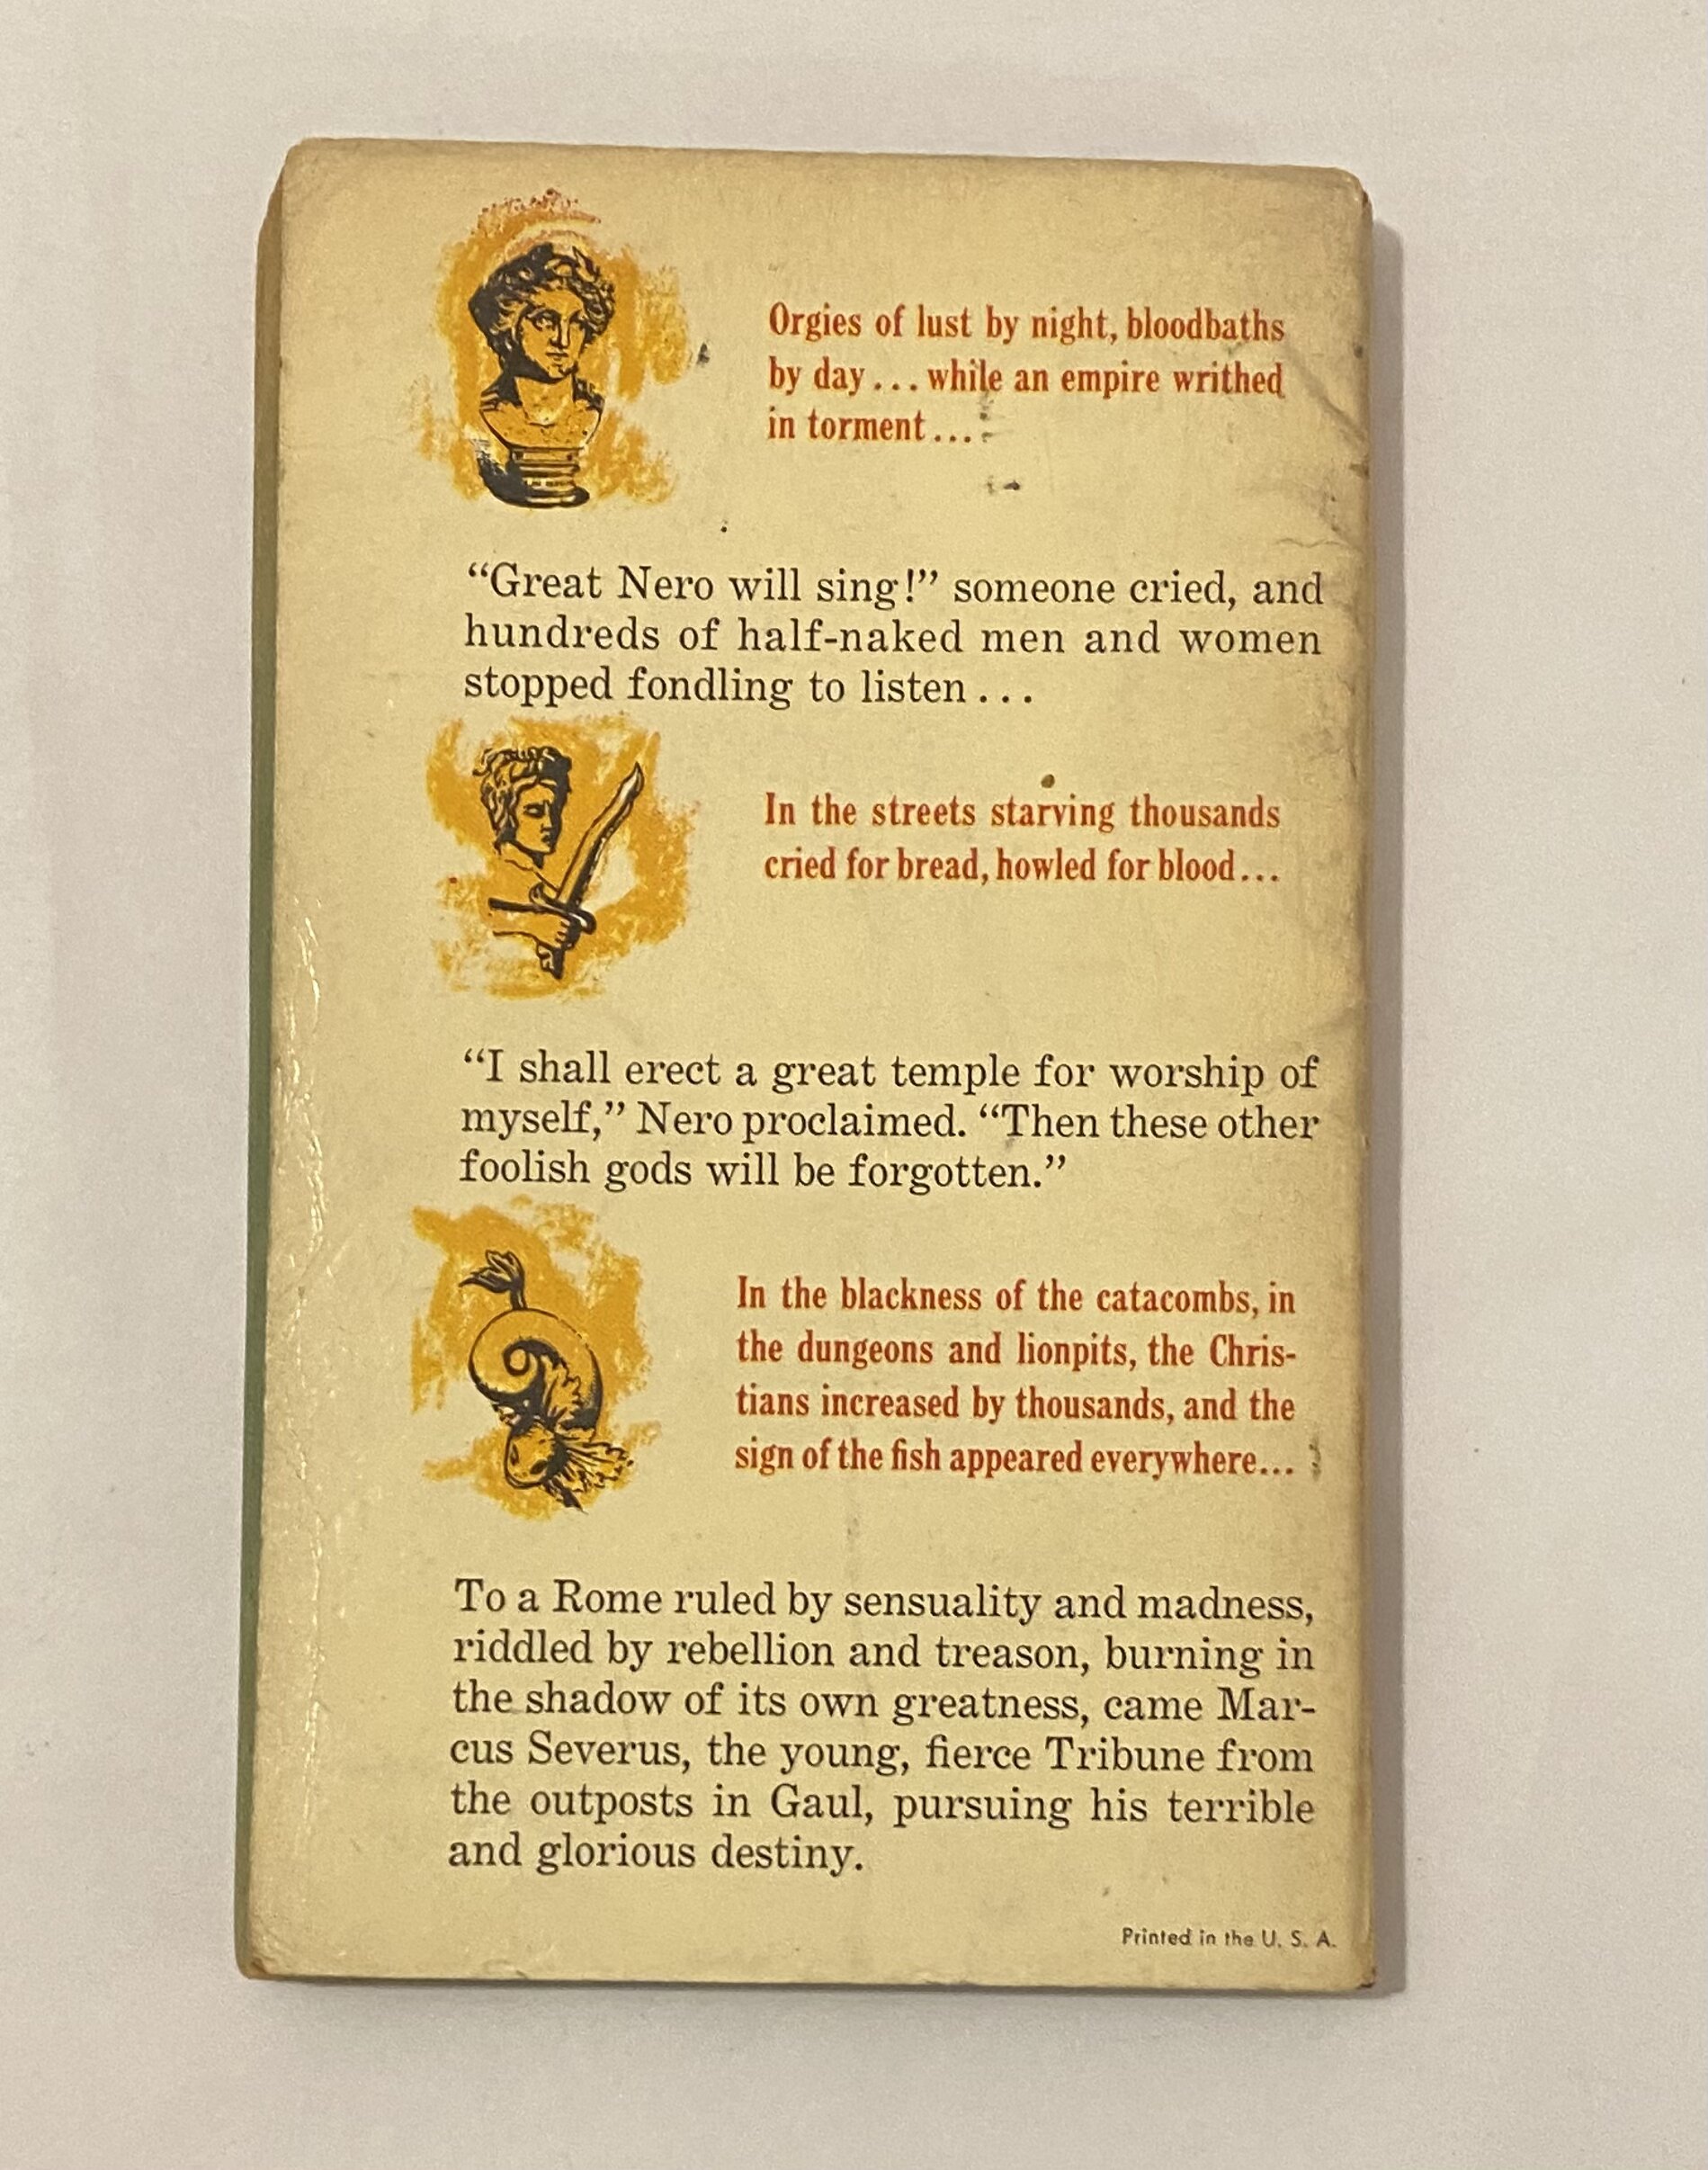 Orgies of lust by night, bloodbaths
by day... while an empire writhed
in torment...
“Great Nero will sing!” someone cried, and
hundreds of half-naked men and women
stopped fondling to listen...
In the streets starving thousands
cried for bread, howled for blood...
“I shall erect a great temple for worship of
myself,” Nero proclaimed. “Then these other
foolish gods will be forgotten.”
In the blackness of the catacombs, in
the dungeons and lionpits, the Chris-
tians increased by thousands, and the
sign of the fish appeared everywhere...
To a Rome ruled by sensuality and madness,
riddled by rebellion and treason, burning in
the shadow of its own greatness, came Mar-
cus Severus, the young, fierce Tribune from
the outposts in Gaul, pursuing his terrible
and glorious destiny.
Printed in the U. S. A.